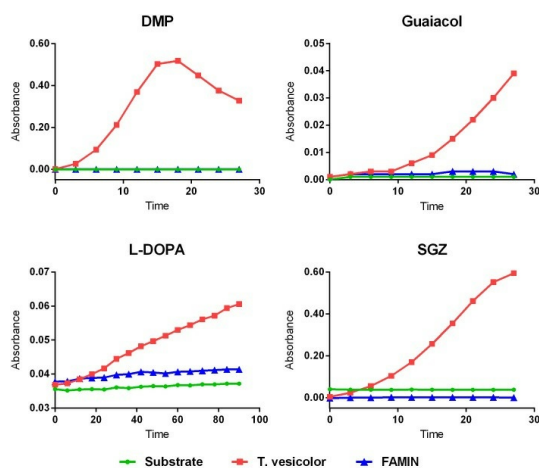 DMP
Absorbance
0.60
0.40
0.20
0.00
0 10 20 30
Time
Guaiacol
Absorbance
0.05
0.04
0.03
0.02
0.01
0.00
0 10 20 30
Time
L-DOPA
Absorbance
0.07
0.06
0.05
0.04
0.03
0 20 40 60 80 100
Time
SGZ
Absorbance
0.60
0.40
0.20
0.00
0 10 20 30
Time
Substrate T. vesicolor FAMIN